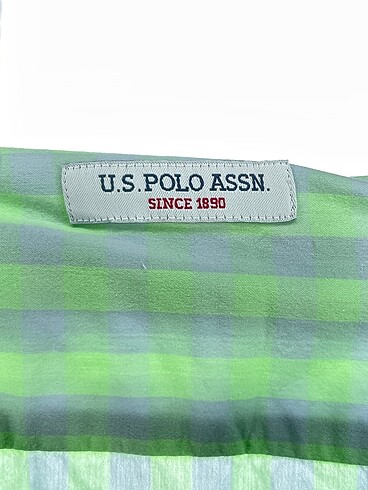 U.S. POLO ASSN.
SINCE 1890